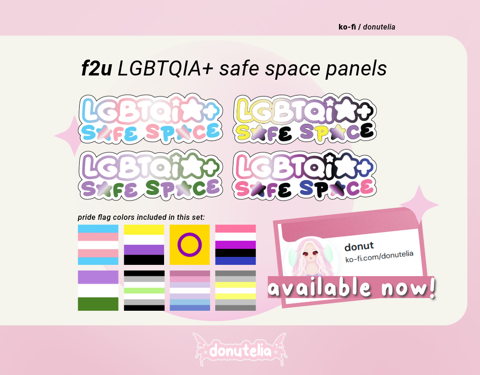 ko-fi / donutelia
f2u LGBTQIA+ safe space panels
LGBTQiA+ LGBTQiA+
SAFE SPACE SAFE SPACE
LGBTQiA+ LGBTQiA+
SAFE SPACE SAFE SPACE
pride flag colors included in this set:
donut
ko-fi.com/donutelia
available now!
donutelia